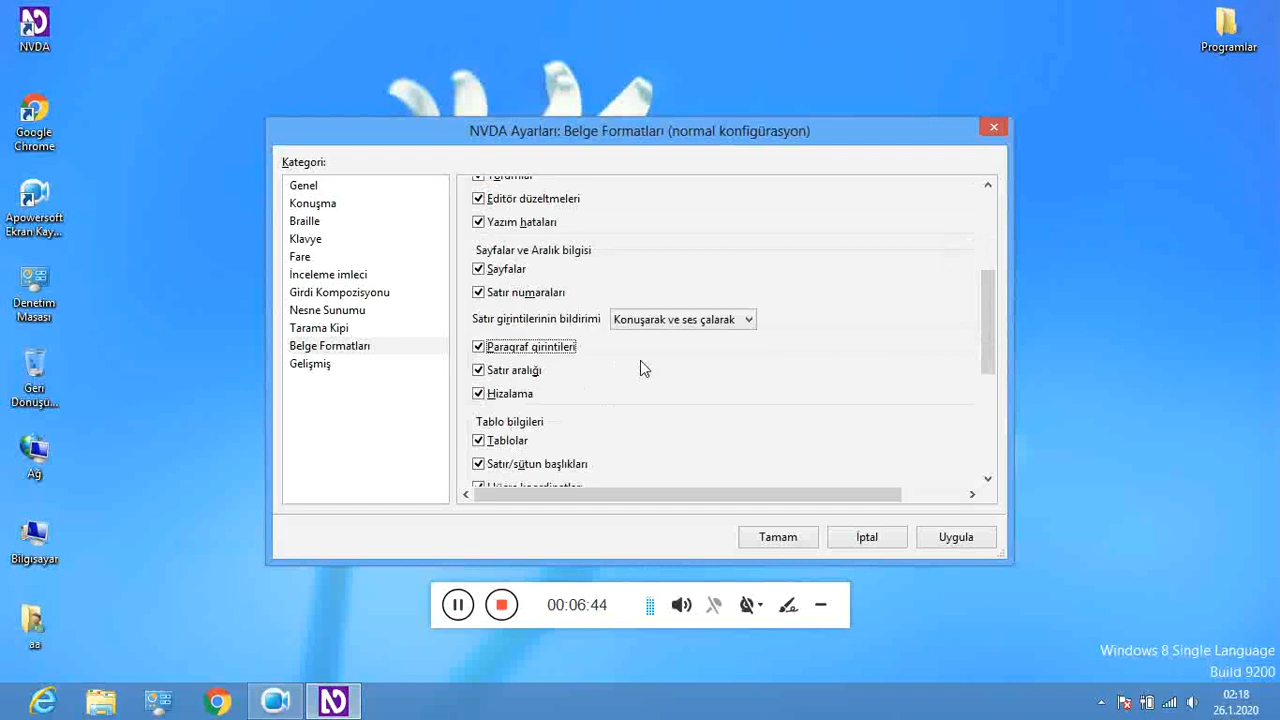 NVDA
Google
Chrome
Apowersoft
Ekran Kay...
Denetim
Masası
Geri
Dönüşü...
Ağ
Bilgisayar
aa
Programlar
NVDA Ayarları: Belge Formatları (normal konfigürasyon)
Kategori:
Genel
Konuşma
Braille
Klavye
Fare
İnceleme imleci
Girdi Kompozisyonu
Nesne Sunumu
Tarama Kipi
Belge Formatları
Gelişmiş
Yorumlar
Editör düzeltmeleri
Yazım hataları
Sayfalar ve Aralık bilgisi
Sayfalar
Satır numaraları
Satır girintilerinin bildirimi Konuşarak ve ses çalarak
Paragraf girintileri
Satır aralığı
Hizalama
Tablo bilgileri
Tablolar
Satır/sütun başlıkları
Hücre koordinatları
Tamam İptal Uygula
00:06:44
Windows 8 Single Language
Build 9200
02:18
26.1.2020